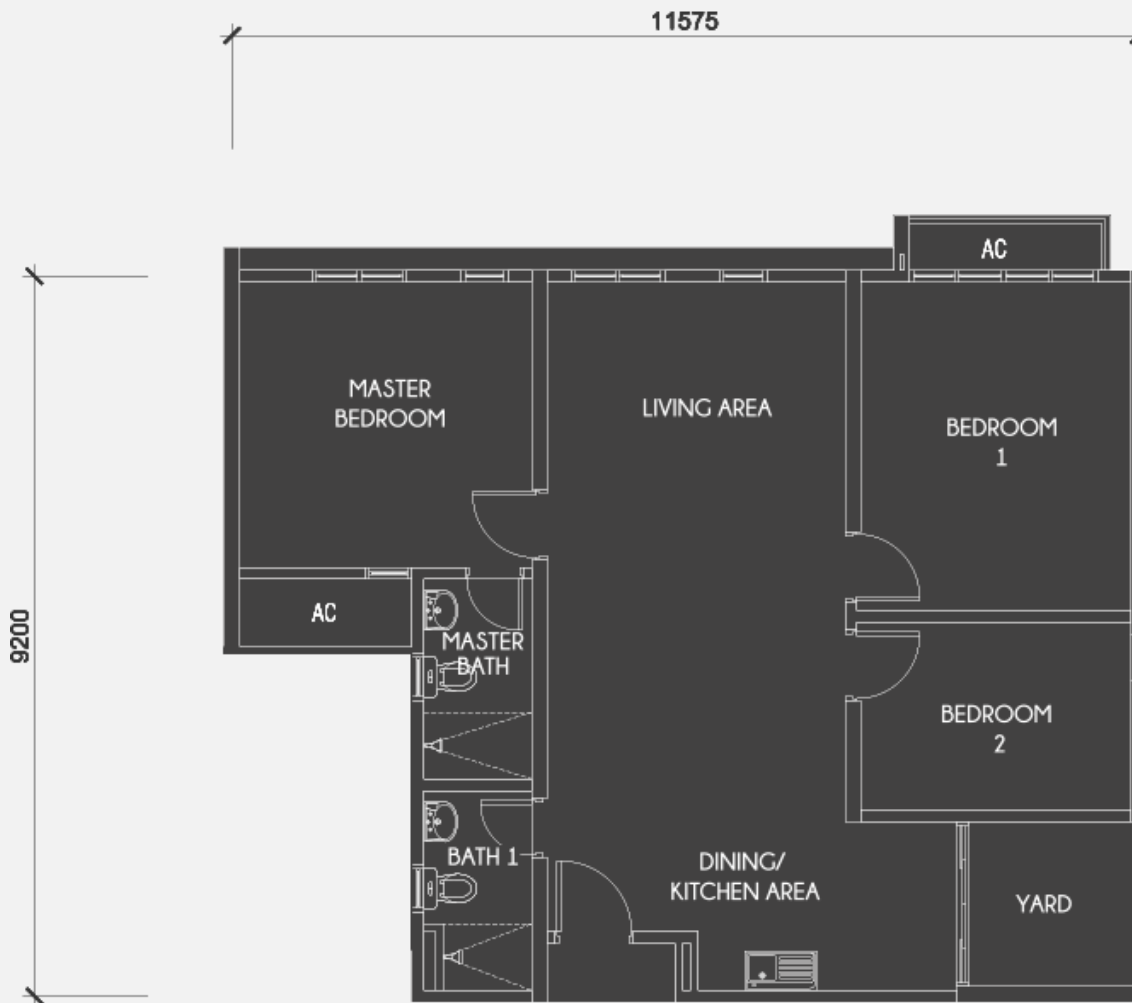 11575
AC
MASTER
BEDROOM
LIVING AREA
BEDROOM
1
9200
AC
MASTER
BATH
BEDROOM
2
BATH 1
DINING/
KITCHEN AREA
YARD